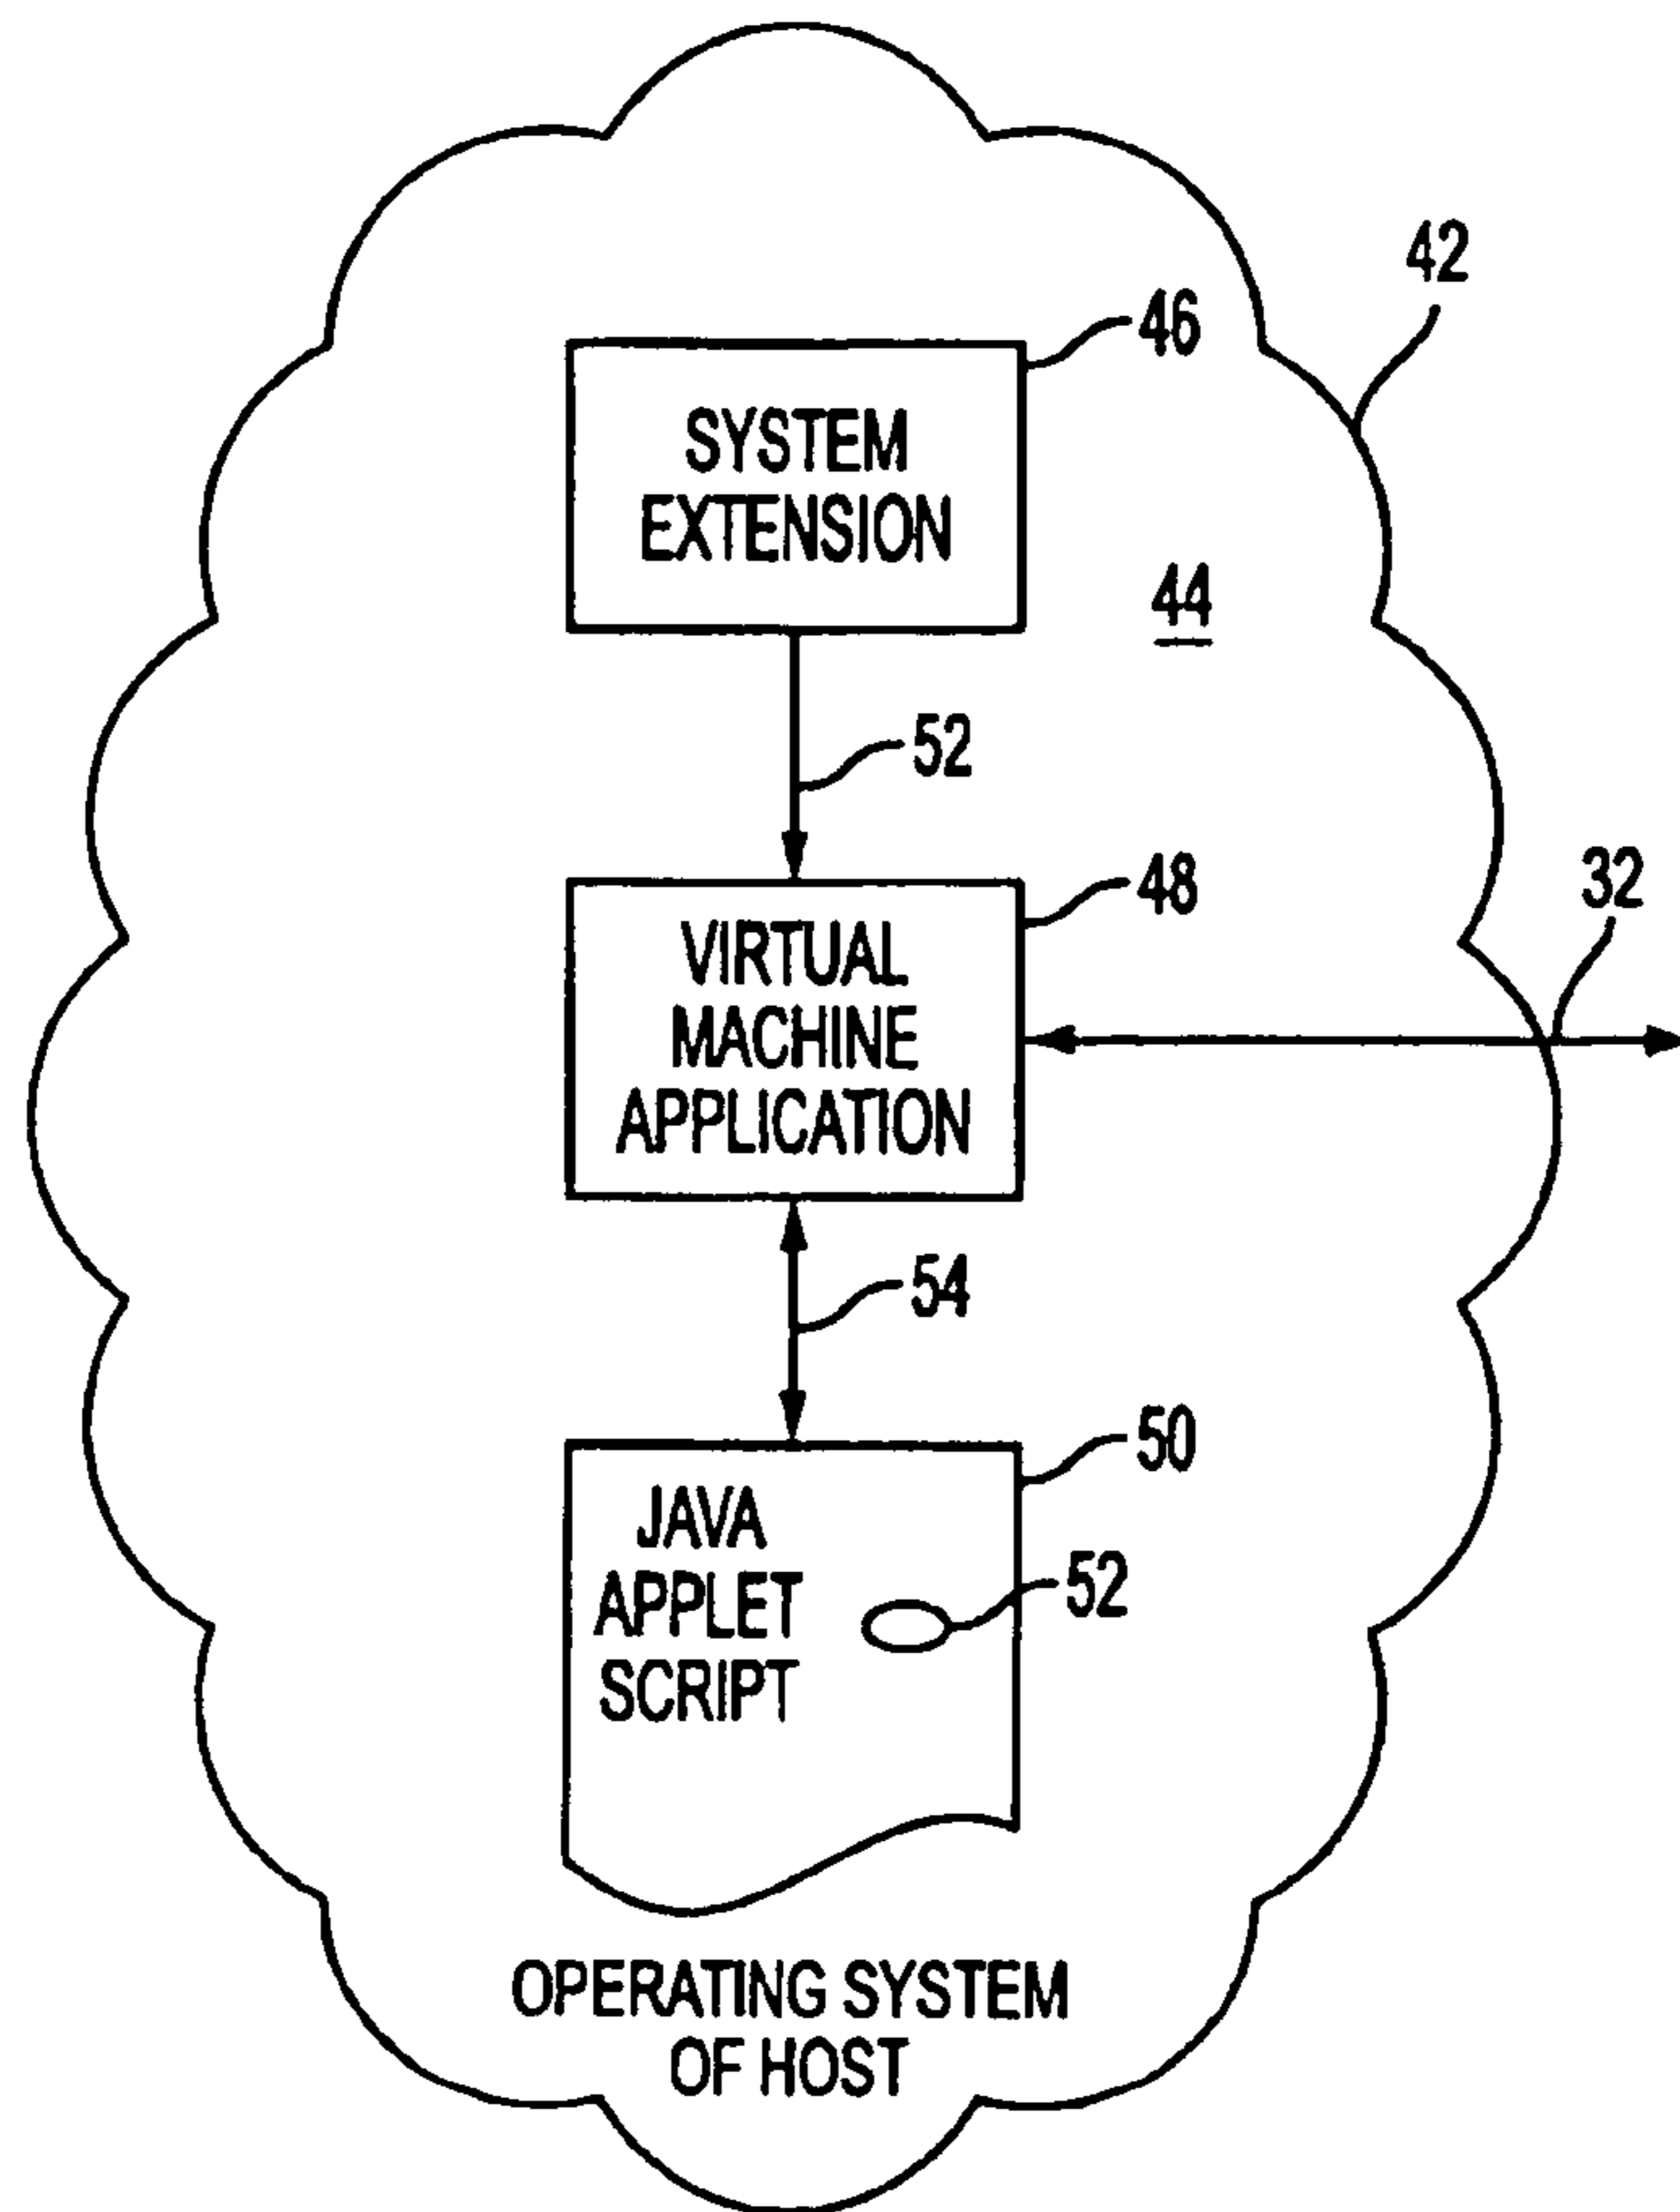 42
46
SYSTEM
EXTENSION
44
52
48
32
VIRTUAL
MACHINE
APPLICATION
54
50
JAVA
APPLET
SCRIPT
52
OPERATING SYSTEM
OF HOST